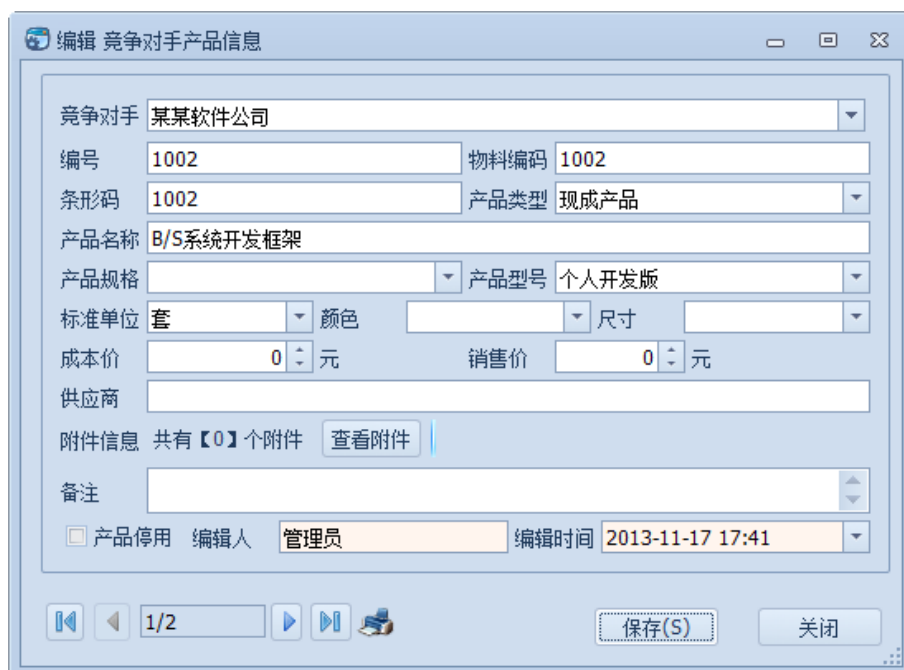 编辑 竞争对手产品信息
竞争对手 某某软件公司
编号 1002 物料编码 1002
条形码 1002 产品类型 现成产品
产品名称 B/S系统开发框架
产品规格 产品型号 个人开发版
标准单位 套 颜色 尺寸
成本价 0 元 销售价 0 元
供应商
附件信息 共有【0】个附件 查看附件
备注
产品停用 编辑人 管理员 编辑时间 2013-11-17 17:41
1/2 保存(S) 关闭